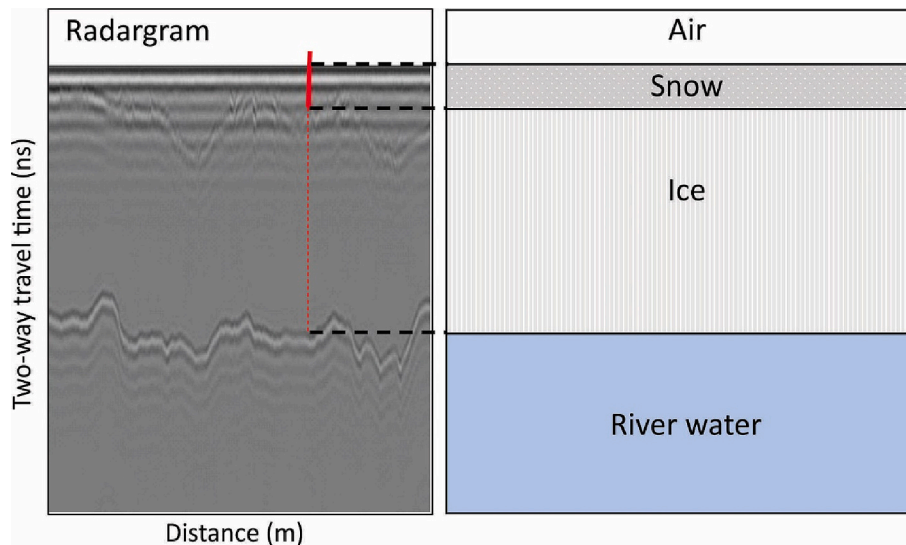 Radargram
Air
Snow
Ice
River water
Two-way travel time (ns)
Distance (m)